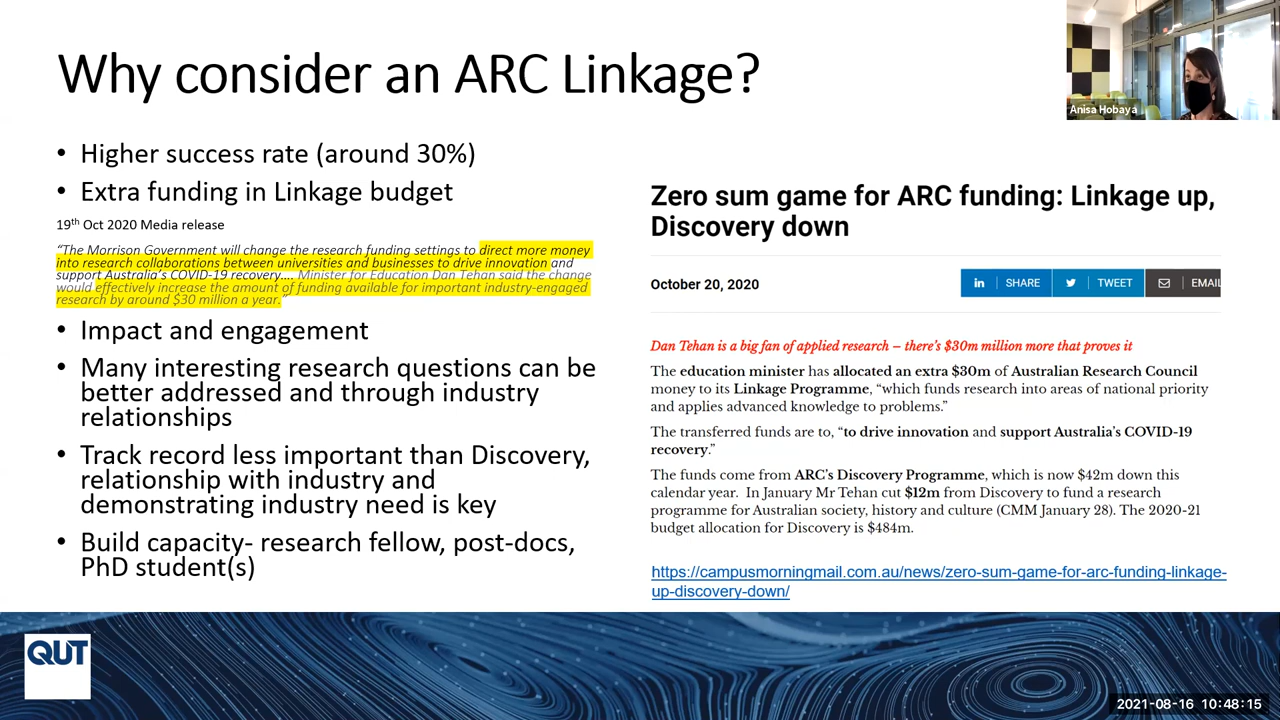 Why consider an ARC Linkage?
Anisa Hobaya
• Higher success rate (around 30%)
• Extra funding in Linkage budget
19th Oct 2020 Media release
“The Morrison Government will change the research funding settings to direct more money
into research collaborations between universities and businesses to drive innovation and
support Australia’s COVID-19 recovery.... Minister for Education Dan Tehan said the change
would effectively increase the amount of funding available for important industry-engaged
research by around $30 million a year.“
• Impact and engagement
• Many interesting research questions can be
better addressed and through industry
relationships
• Track record less important than Discovery,
relationship with industry and
demonstrating industry need is key
• Build capacity- research fellow, post-docs,
PhD student(s)
Zero sum game for ARC funding: Linkage up,
Discovery down
October 20, 2020
in SHARE TWEET EMAIL
Dan Tehan is a big fan of applied research – there’s $30m million more that proves it
The education minister has allocated an extra $30m of Australian Research Council
money to its Linkage Programme, “which funds research into areas of national priority
and applies advanced knowledge to problems.”
The transferred funds are to, “to drive innovation and support Australia’s COVID-19
recovery.”
The funds come from ARC’s Discovery Programme, which is now $42m down this
calendar year. In January Mr Tehan cut $12m from Discovery to fund a research
programme for Australian society, history and culture (CMM January 28). The 2020-21
budget allocation for Discovery is $484m.
https://campusmorningmail.com.au/news/zero-sum-game-for-arc-funding-linkage-
up-discovery-down/
QUT
2021-08-16 10:48:15